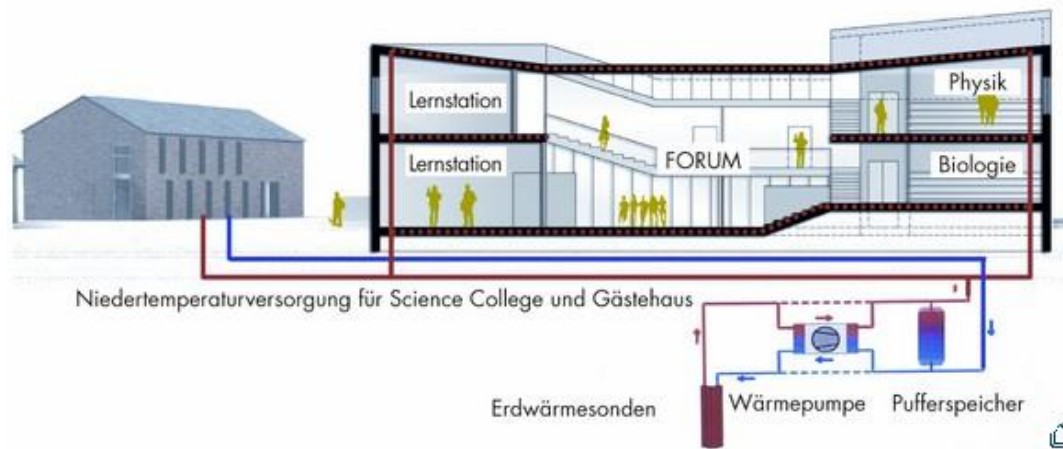 Lernstation
Physik
Lernstation
FORUM
Biologie
Niedertemperaturversorgung für Science College und Gästehaus
Erdwärmesonden
Wärmepumpe
Pufferspeicher